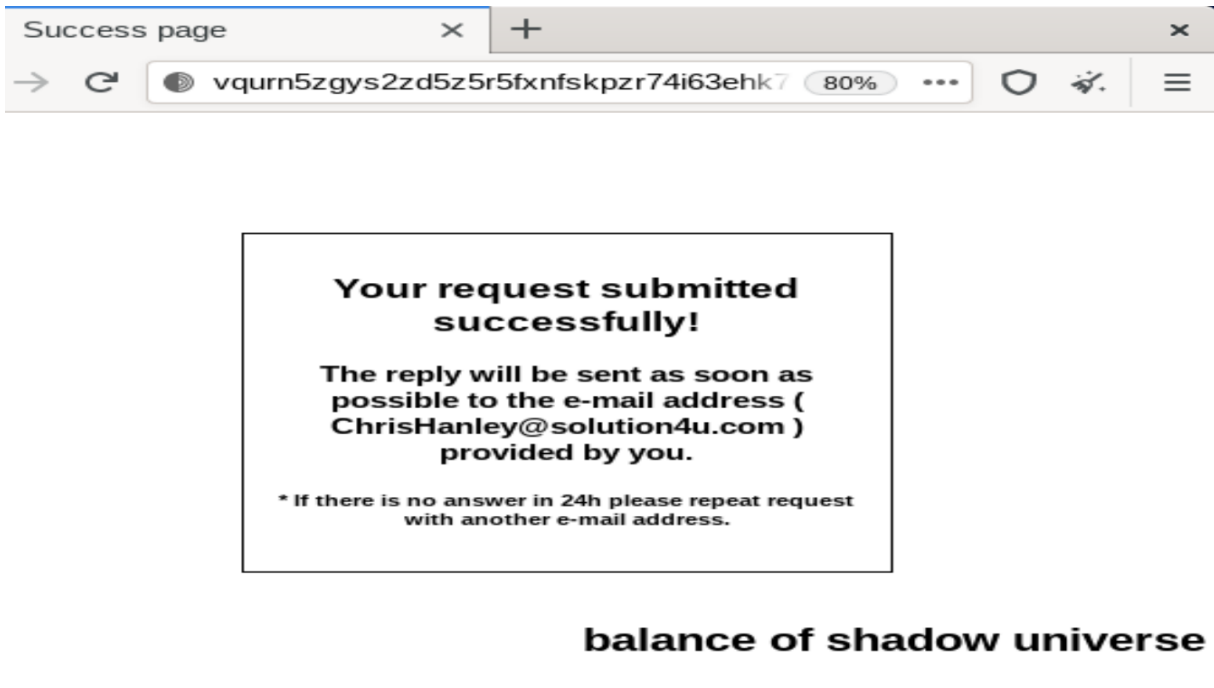 Success page
vqurn5zgys2zd5z5r5fxnfskpzr74i63ehk7
80%
Your request submitted
successfully!
The reply will be sent as soon as
possible to the e-mail address (
ChrisHanley@solution4u.com )
provided by you.
* If there is no answer in 24h please repeat request
with another e-mail address.
balance of shadow universe